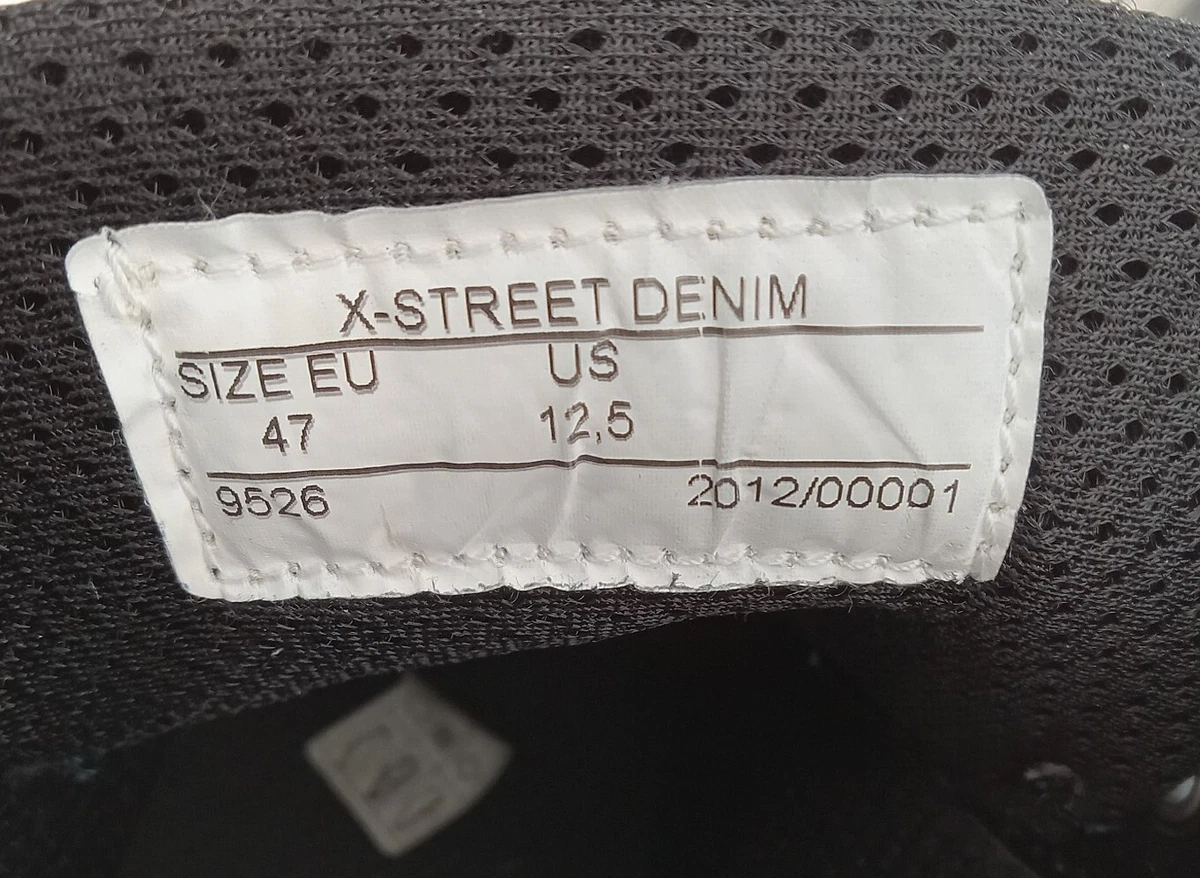 X-STREET DENIM
SIZE EU US
47 12,5
9526 2012/00001